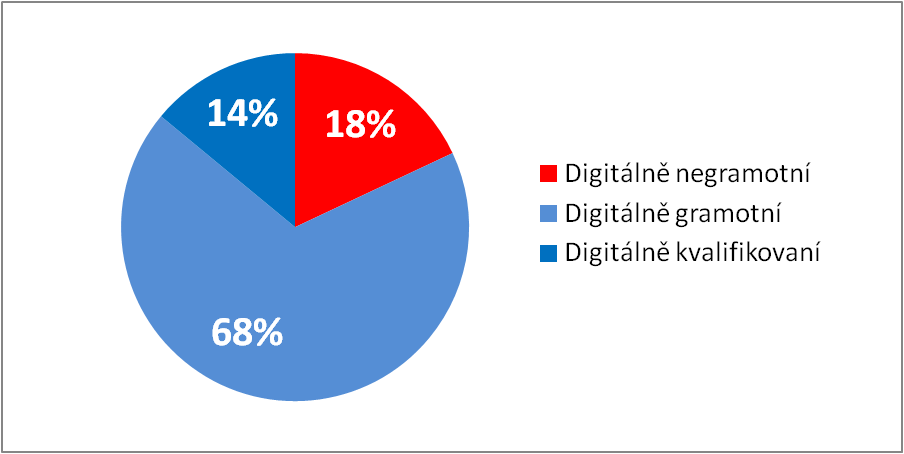 14%
18%
68%
Digitálně negramotní
Digitálně gramotní
Digitálně kvalifikovaní